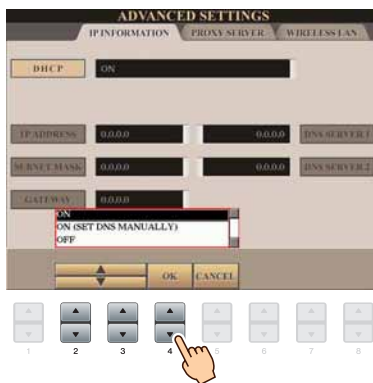 ADVANCED SETTINGS
IP INFORMATION PROXY SERVER WIRELESS LAN
DHCP ON
IP ADDRESS 0.0.0.0 0.0.0.0 DNS SERVER 1
SUBNET MASK 0.0.0.0 0.0.0.0 DNS SERVER 2
GATEWAY 0.0.0.0
ON
ON (SET DNS MANUALLY)
OFF
OK CANCEL
1 2 3 4 5 6 7 8